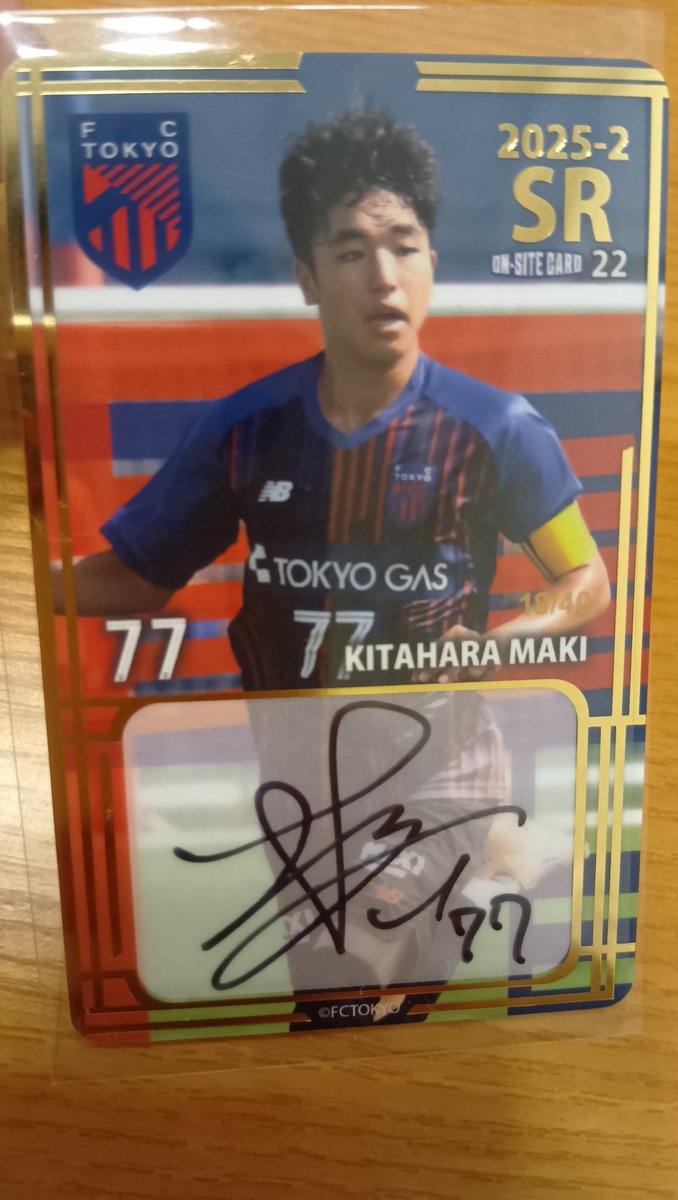 F C
TOKYO
2025-2
SR
ON-SITE CARD 22
NB
F C
TOKYO
TOKYO GAS
18/40
77
77
KITAHARA MAKI
77
©FCTOKYO